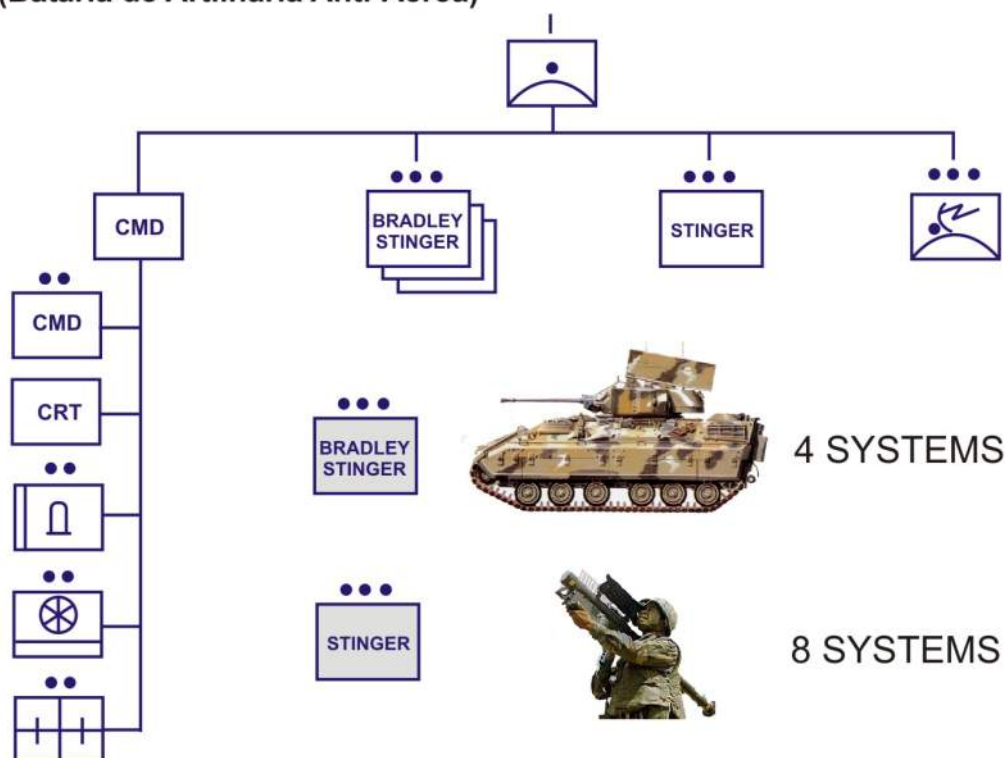 CMD
BRADLEY
STINGER
STINGER
CMD
CRT
BRADLEY
STINGER
4 SYSTEMS
STINGER
8 SYSTEMS